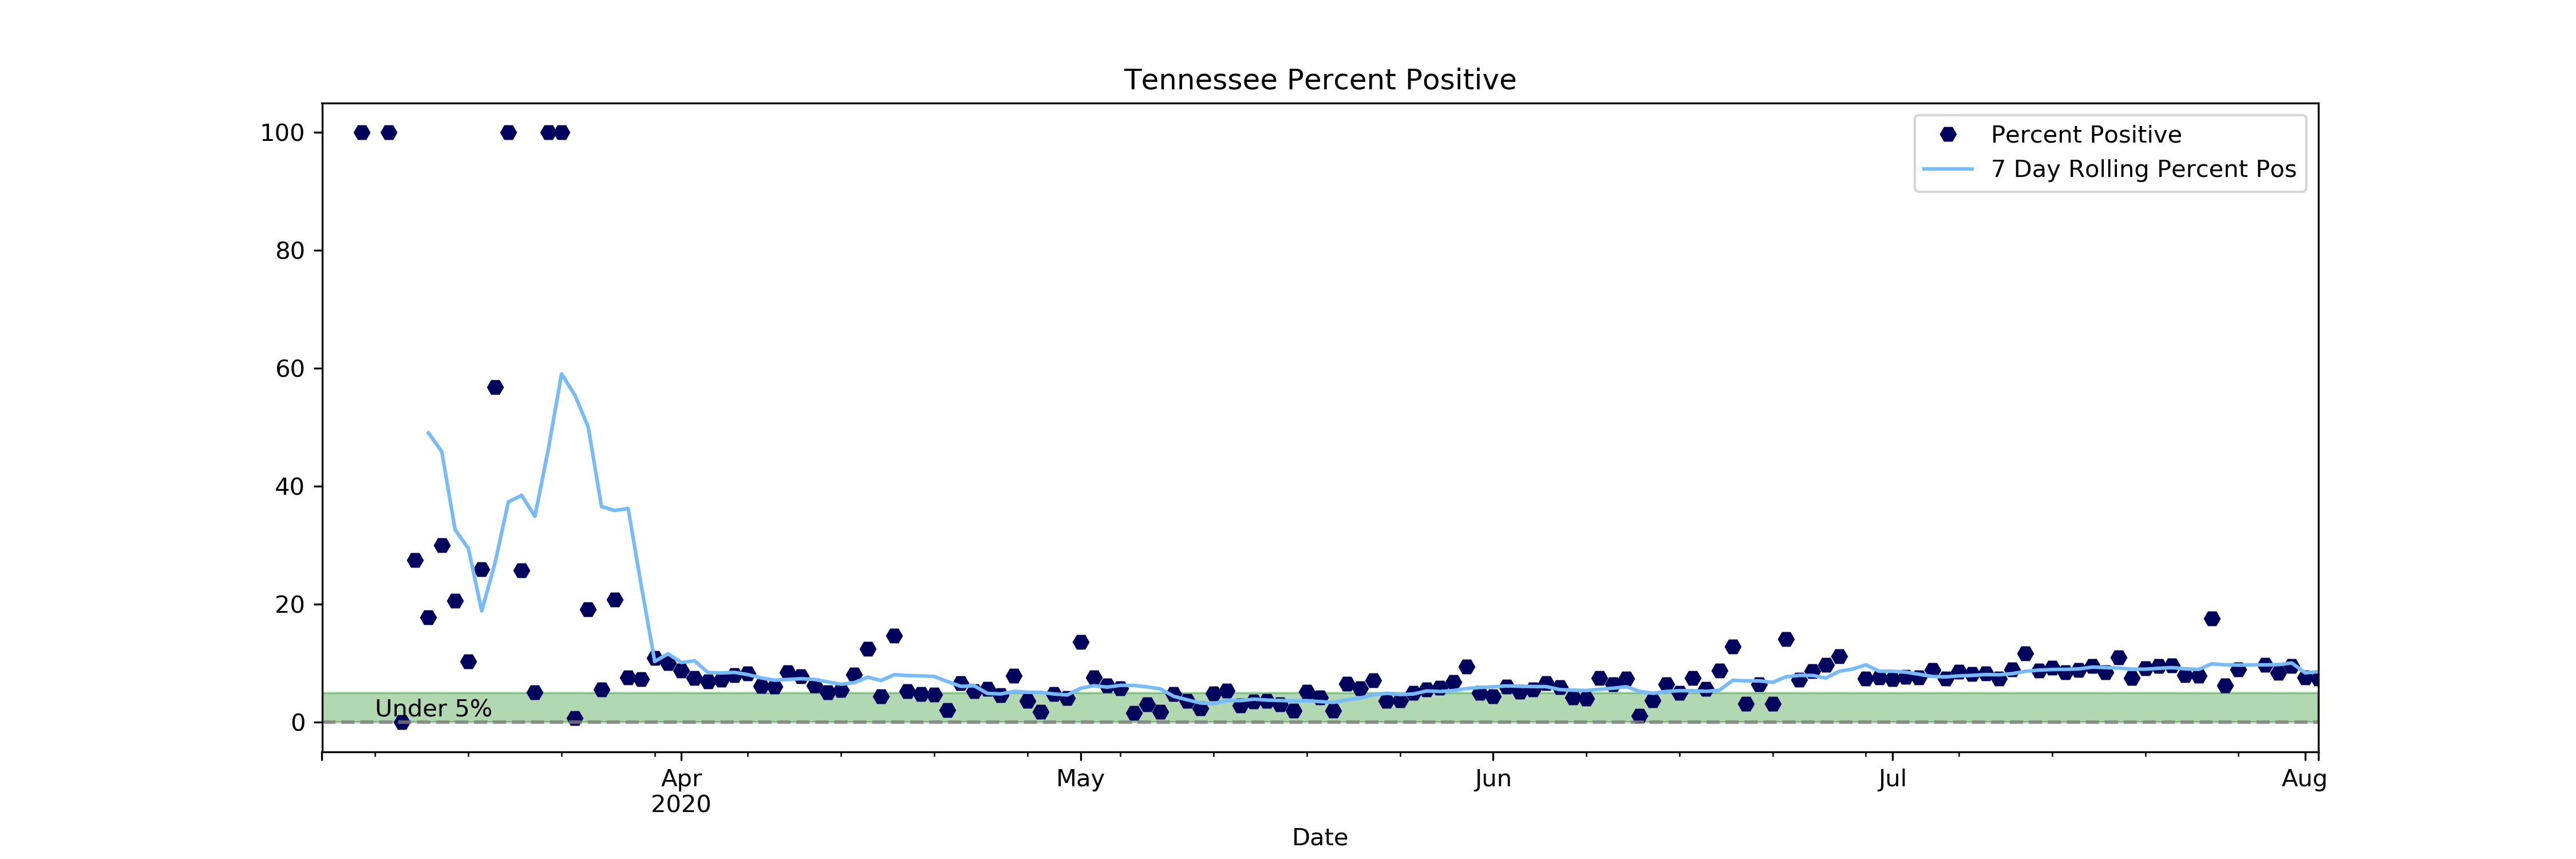 Tennessee Percent Positive
100
80
60
40
20
0
Percent Positive
7 Day Rolling Percent Pos
Under 5%
Apr
2020
May
Jun
Jul
Aug
Date